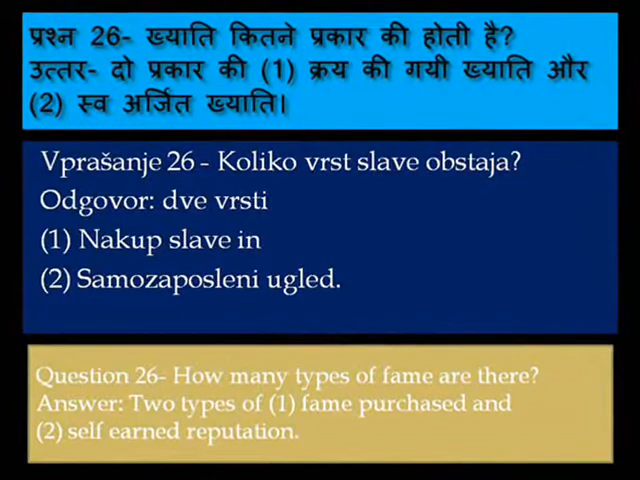 प्रश्न 26- ख्याति कितने प्रकार की होती है?
उत्तर- दो प्रकार की (1) क्रय की गयी ख्याति और
(2) स्व अर्जित ख्याति।
Vprašanje 26 - Koliko vrst slave obstaja?
Odgovor: dve vrsti
(1) Nakup slave in
(2) Samozaposleni ugled.
Question 26- How many types of fame are there?
Answer: Two types of (1) fame purchased and
(2) self earned reputation.